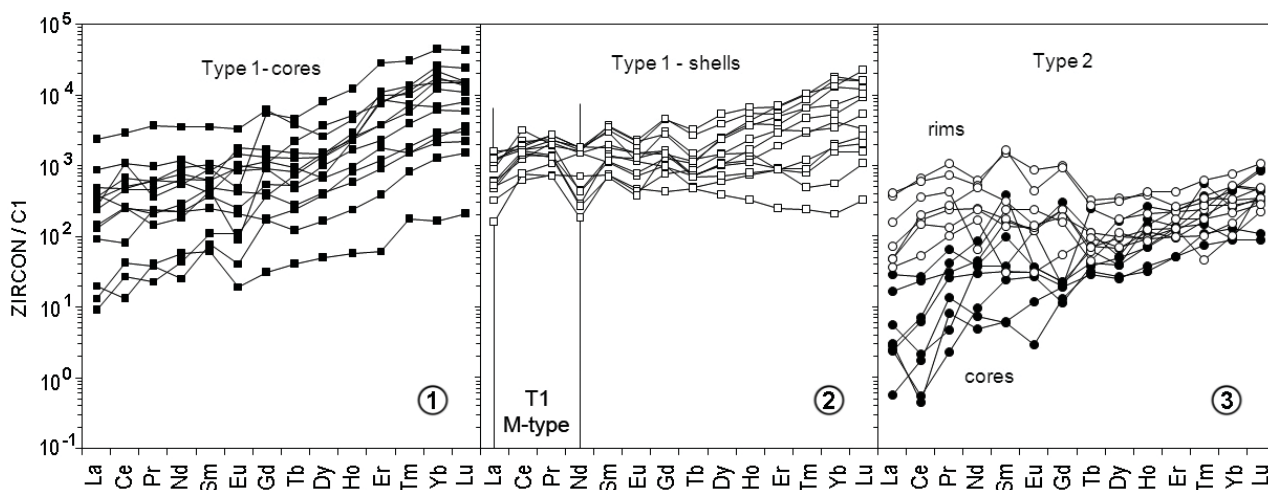 ZIRCON / C1
10^5
10^4
10^3
10^2
10^1
10^0
10^-1
Type 1- cores
①
La Ce Pr Nd Sm Eu Gd Tb Dy Ho Er Tm Yb Lu
Type 1 - shells
T1
M-type
②
La Ce Pr Nd Sm Eu Gd Tb Dy Ho Er Tm Yb Lu
Type 2
rims
cores
③
La Ce Pr Nd Sm Eu Gd Tb Dy Ho Er Tm Yb Lu